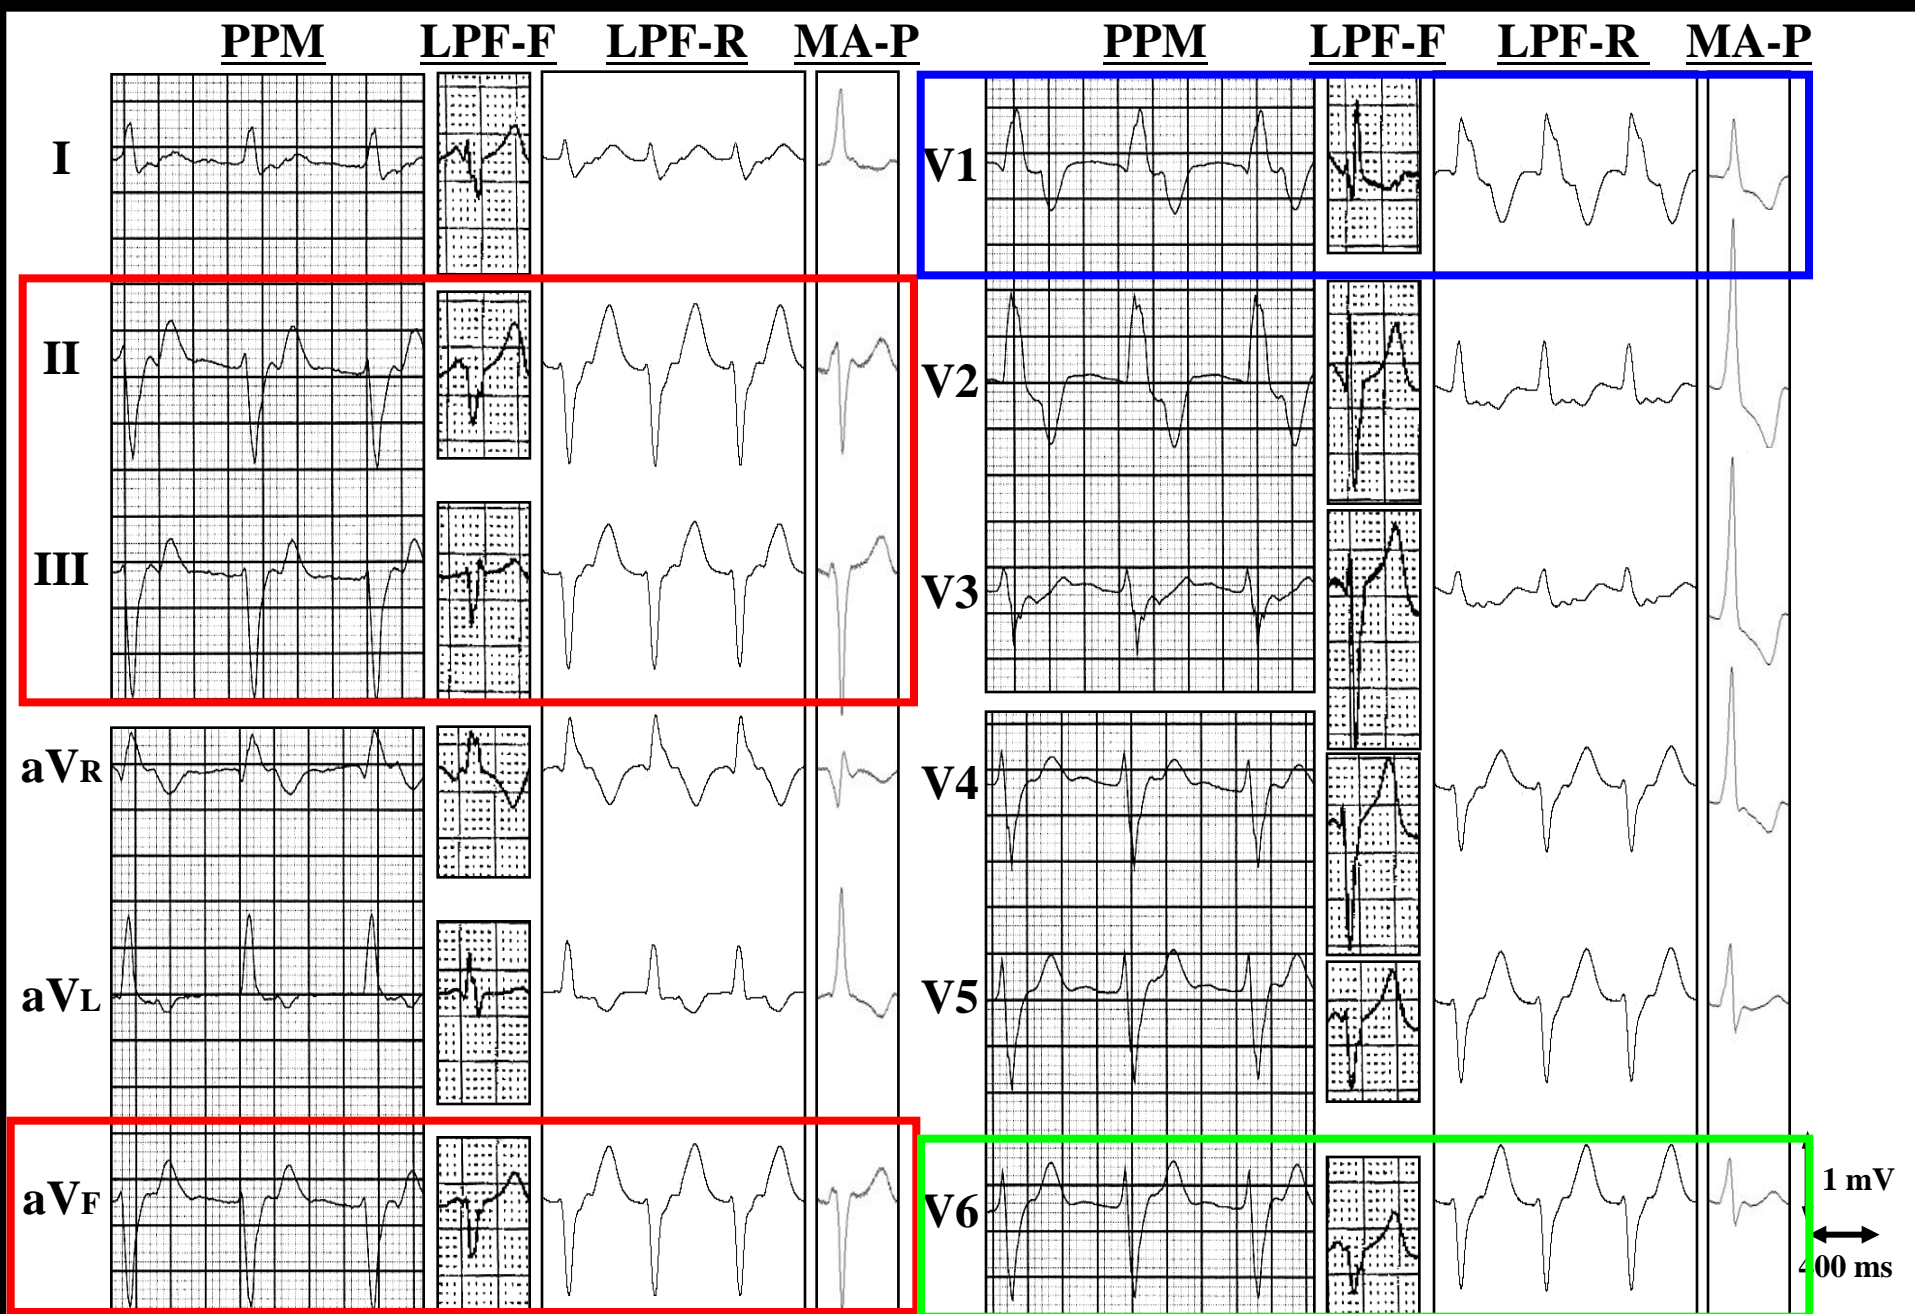 PPM LPF-F LPF-R MA-P PPM LPF-F LPF-R MA-P
I V1
II V2
III V3
aVR V4
aVL V5
aVF V6
1 mV
400 ms